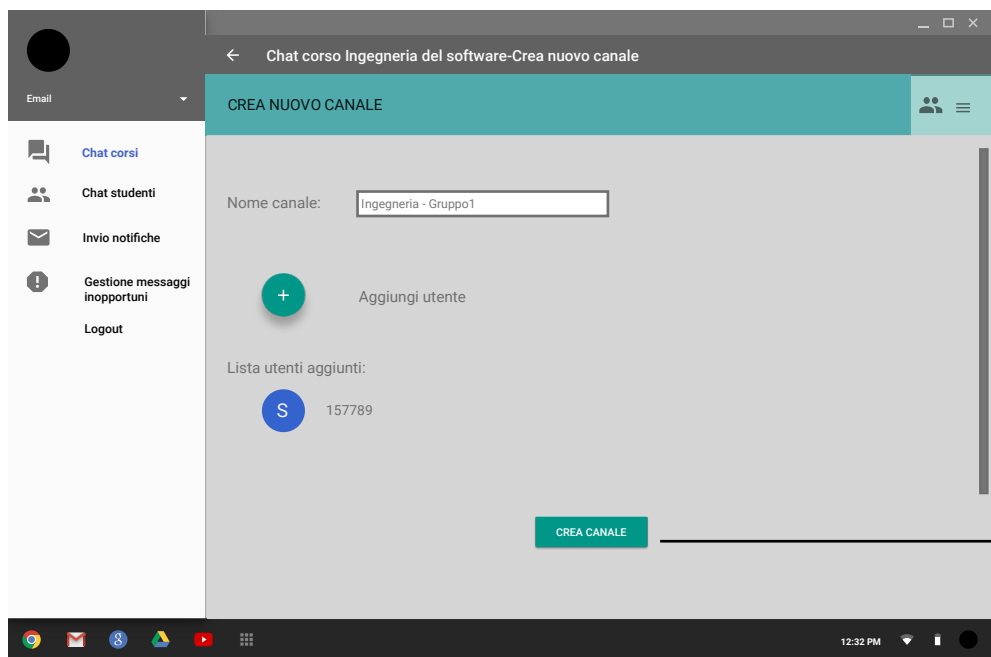 Chat corso Ingegneria del software-Crea nuovo canale
Email
CREA NUOVO CANALE
Chat corsi
Chat studenti
Invio notifiche
Gestione messaggi
inopportuni
Logout
Nome canale:
Ingegneria - Gruppo1
+
Aggiungi utente
Lista utenti aggiunti:
S
157789
CREA CANALE
8
12:32 PM